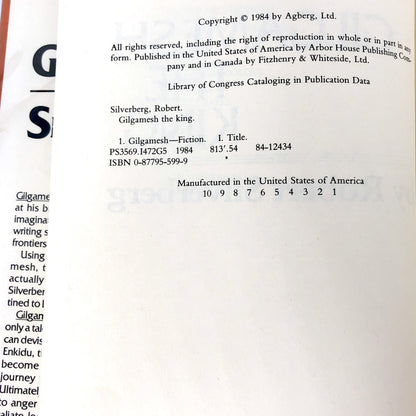 Copyright © 1984 by Agberg, Ltd.
All rights reserved, including the right of reproduction in whole or in part in any
form. Published in the United States of America by Arbor House Publishing Com-
pany and in Canada by Fitzhenry & Whiteside, Ltd.
Library of Congress Cataloging in Publication Data
Silverberg, Robert.
Gilgamesh the king.
1. Gilgamesh—Fiction. I. Title.
PS3569.I472G5 1984 813'.54 84-12434
ISBN 0-87795-599-9
Manufactured in the United States of America
10 9 8 7 6 5 4 3 2 1
G
S
Gilgame
at his b
imagina
writing s
frontiers
Using
mesh, t
actually
Silverber
tined to
Gilgan
only a tal
can devis
Enkidu, t
become
journey
Ultimatel
to anger